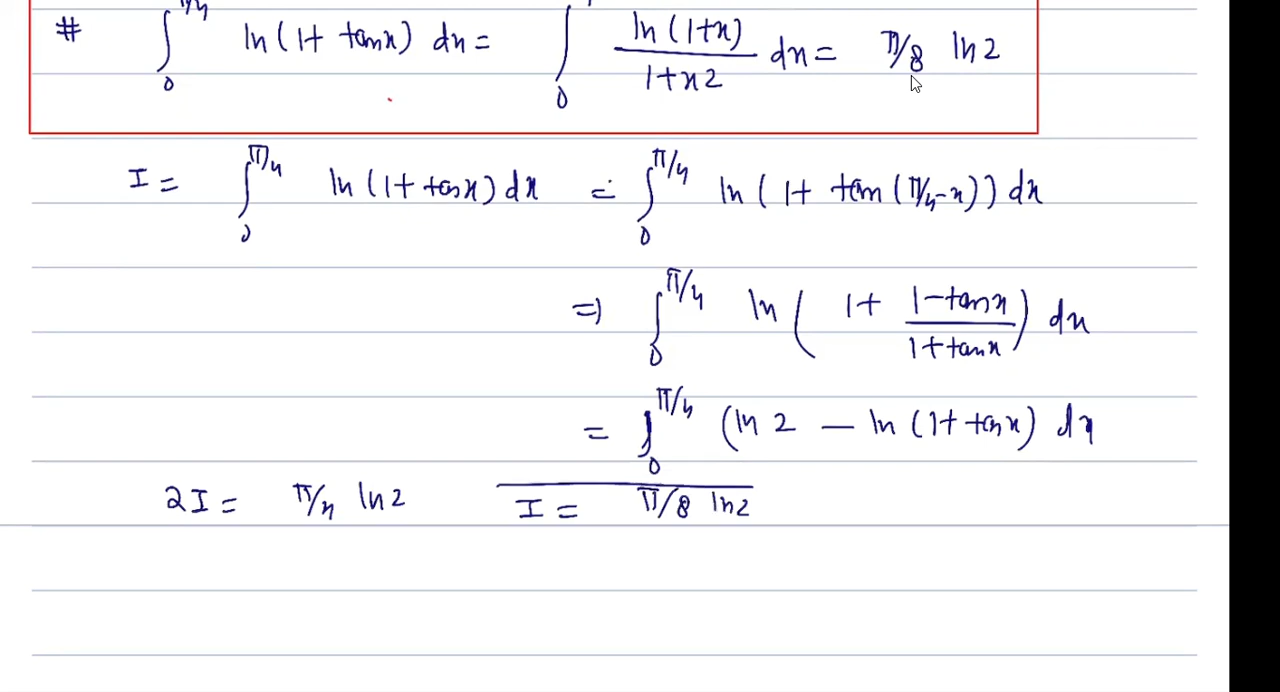 # ∫₀^π/4 ln(1+ tanx) dx = ∫₀ ln(1+x)/1+x2 dx = π/8 ln2
I = ∫₀^π/4 ln(1+ tanx) dx = ∫₀^π/4 ln(1+ tan(π/4-x)) dx
=) ∫₀^π/4 ln( 1+ 1-tanx/1+tanx ) dx
= ∫₀^π/4 (ln 2 — ln(1+tanx) dx
2I = π/4 ln2 I = π/8 ln2